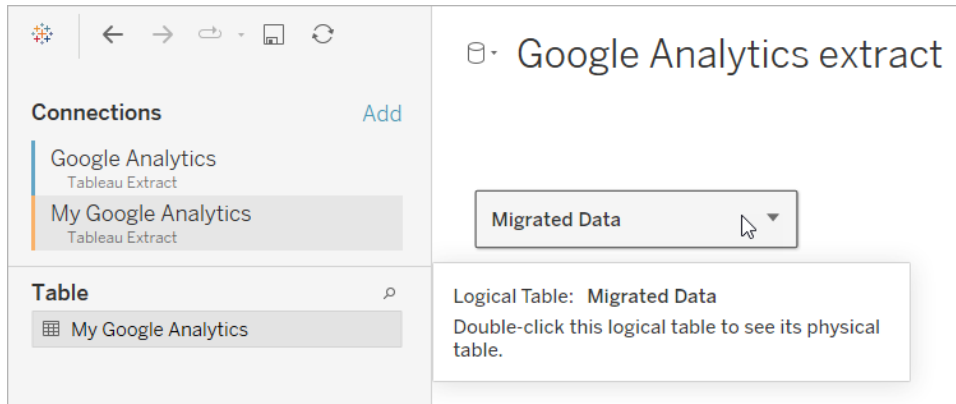 Connections
Add
Google Analytics
Tableau Extract
My Google Analytics
Tableau Extract
Table
My Google Analytics
Google Analytics extract
Migrated Data
Logical Table: Migrated Data
Double-click this logical table to see its physical
table.